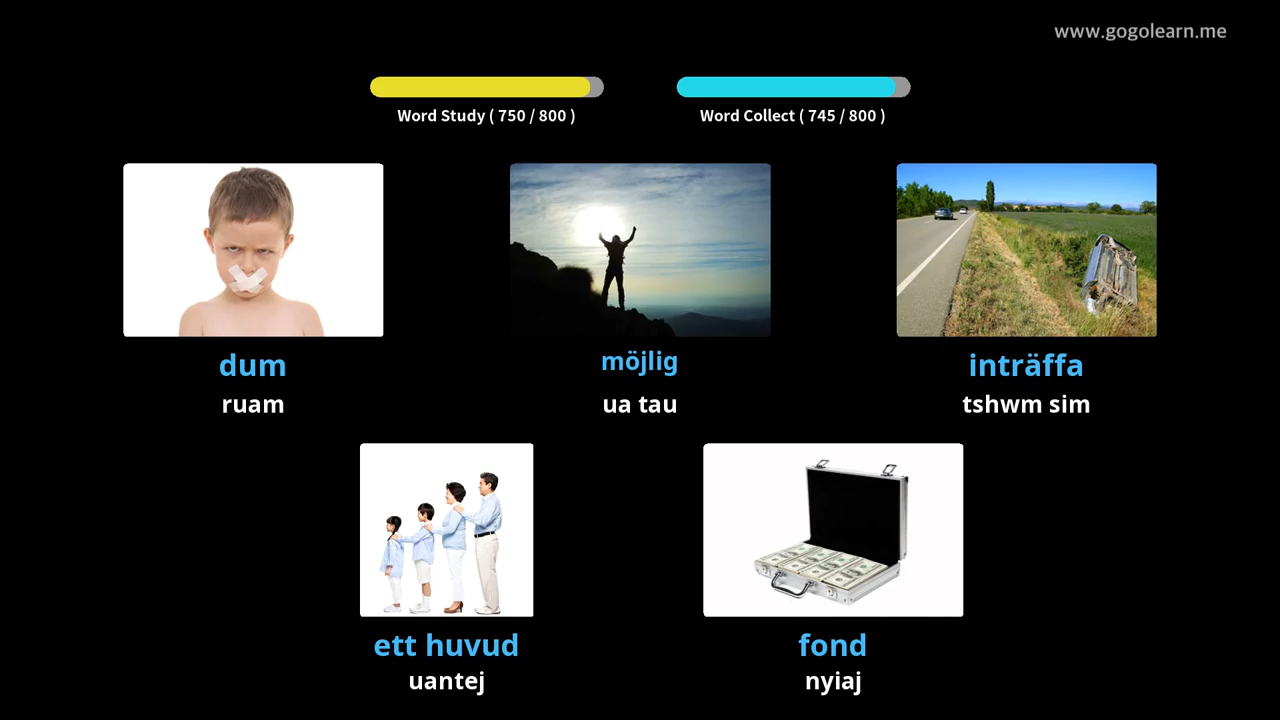 www.gogolearn.me
Word Study ( 750 / 800 )
Word Collect ( 745 / 800 )
dum
ruam
möjlig
ua tau
inträffa
tshwm sim
ett huvud
uantej
fond
nyiaj